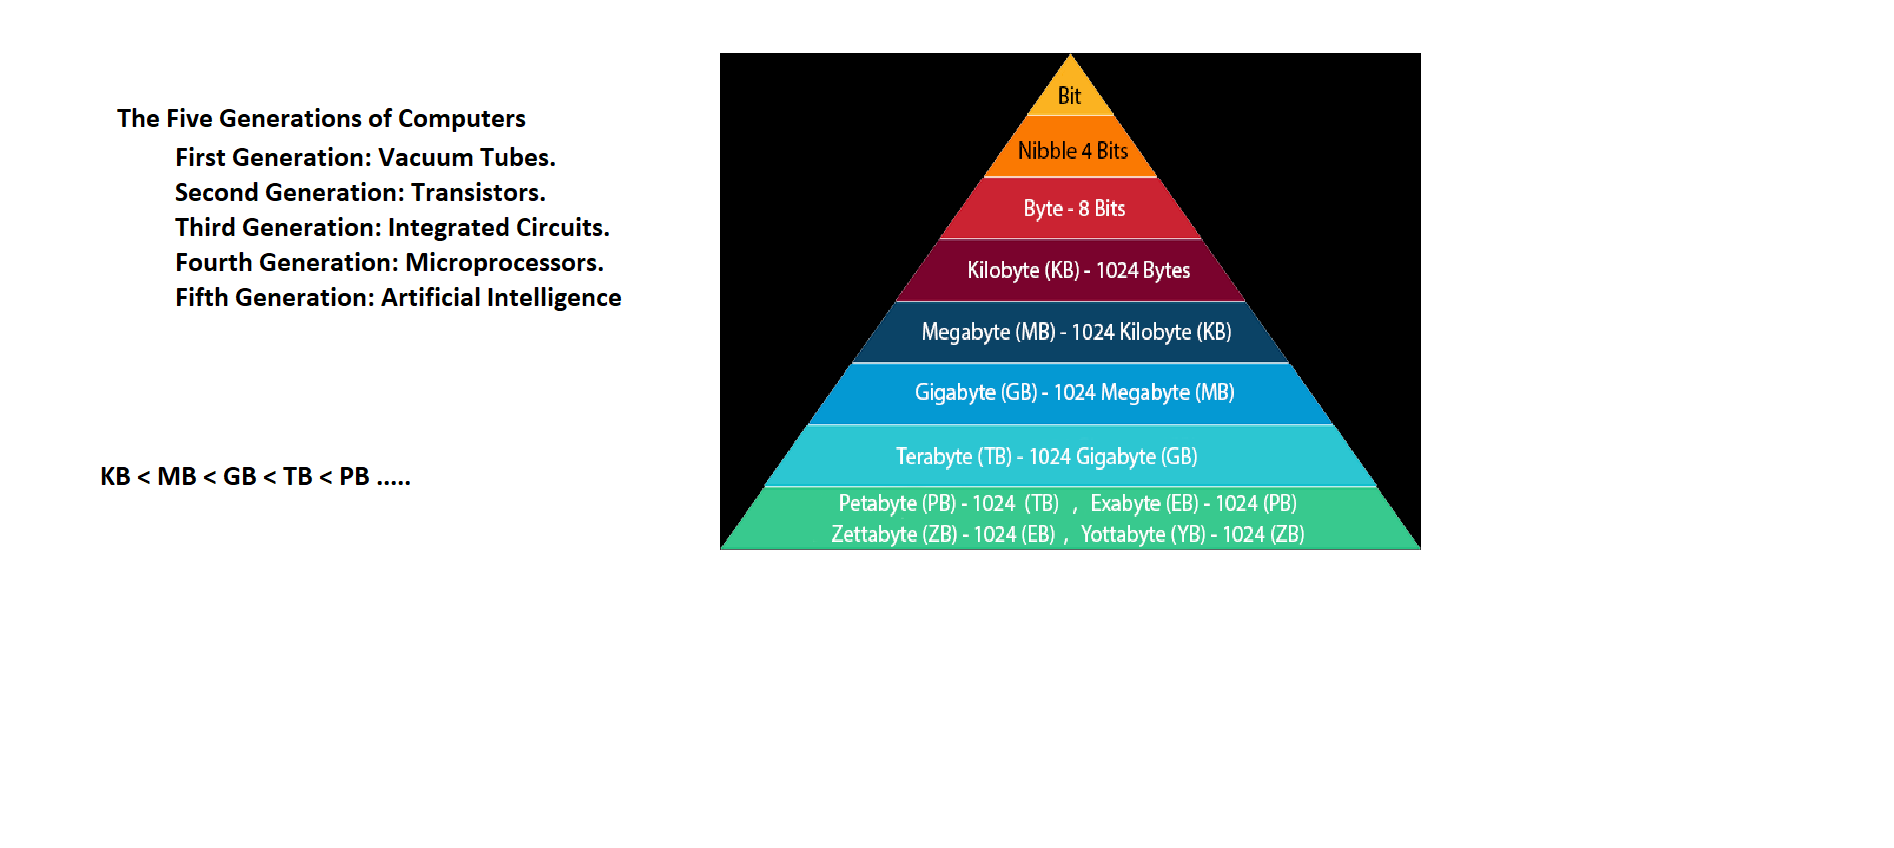 The Five Generations of Computers
First Generation: Vacuum Tubes.
Second Generation: Transistors.
Third Generation: Integrated Circuits.
Fourth Generation: Microprocessors.
Fifth Generation: Artificial Intelligence
KB < MB < GB < TB < PB .....
Bit
Nibble 4 Bits
Byte - 8 Bits
Kilobyte (KB) - 1024 Bytes
Megabyte (MB) - 1024 Kilobyte (KB)
Gigabyte (GB) - 1024 Megabyte (MB)
Terabyte (TB) - 1024 Gigabyte (GB)
Petabyte (PB) - 1024 (TB) , Exabyte (EB) - 1024 (PB)
Zettabyte (ZB) - 1024 (EB) , Yottabyte (YB) - 1024 (ZB)